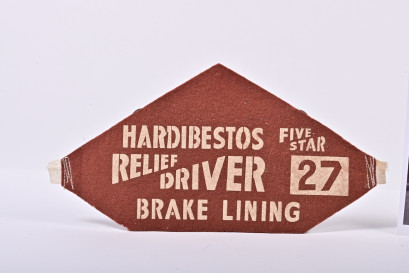 HARDIBESTOS FIVE STAR
RELIEF DRIVER 27
BRAKE LINING